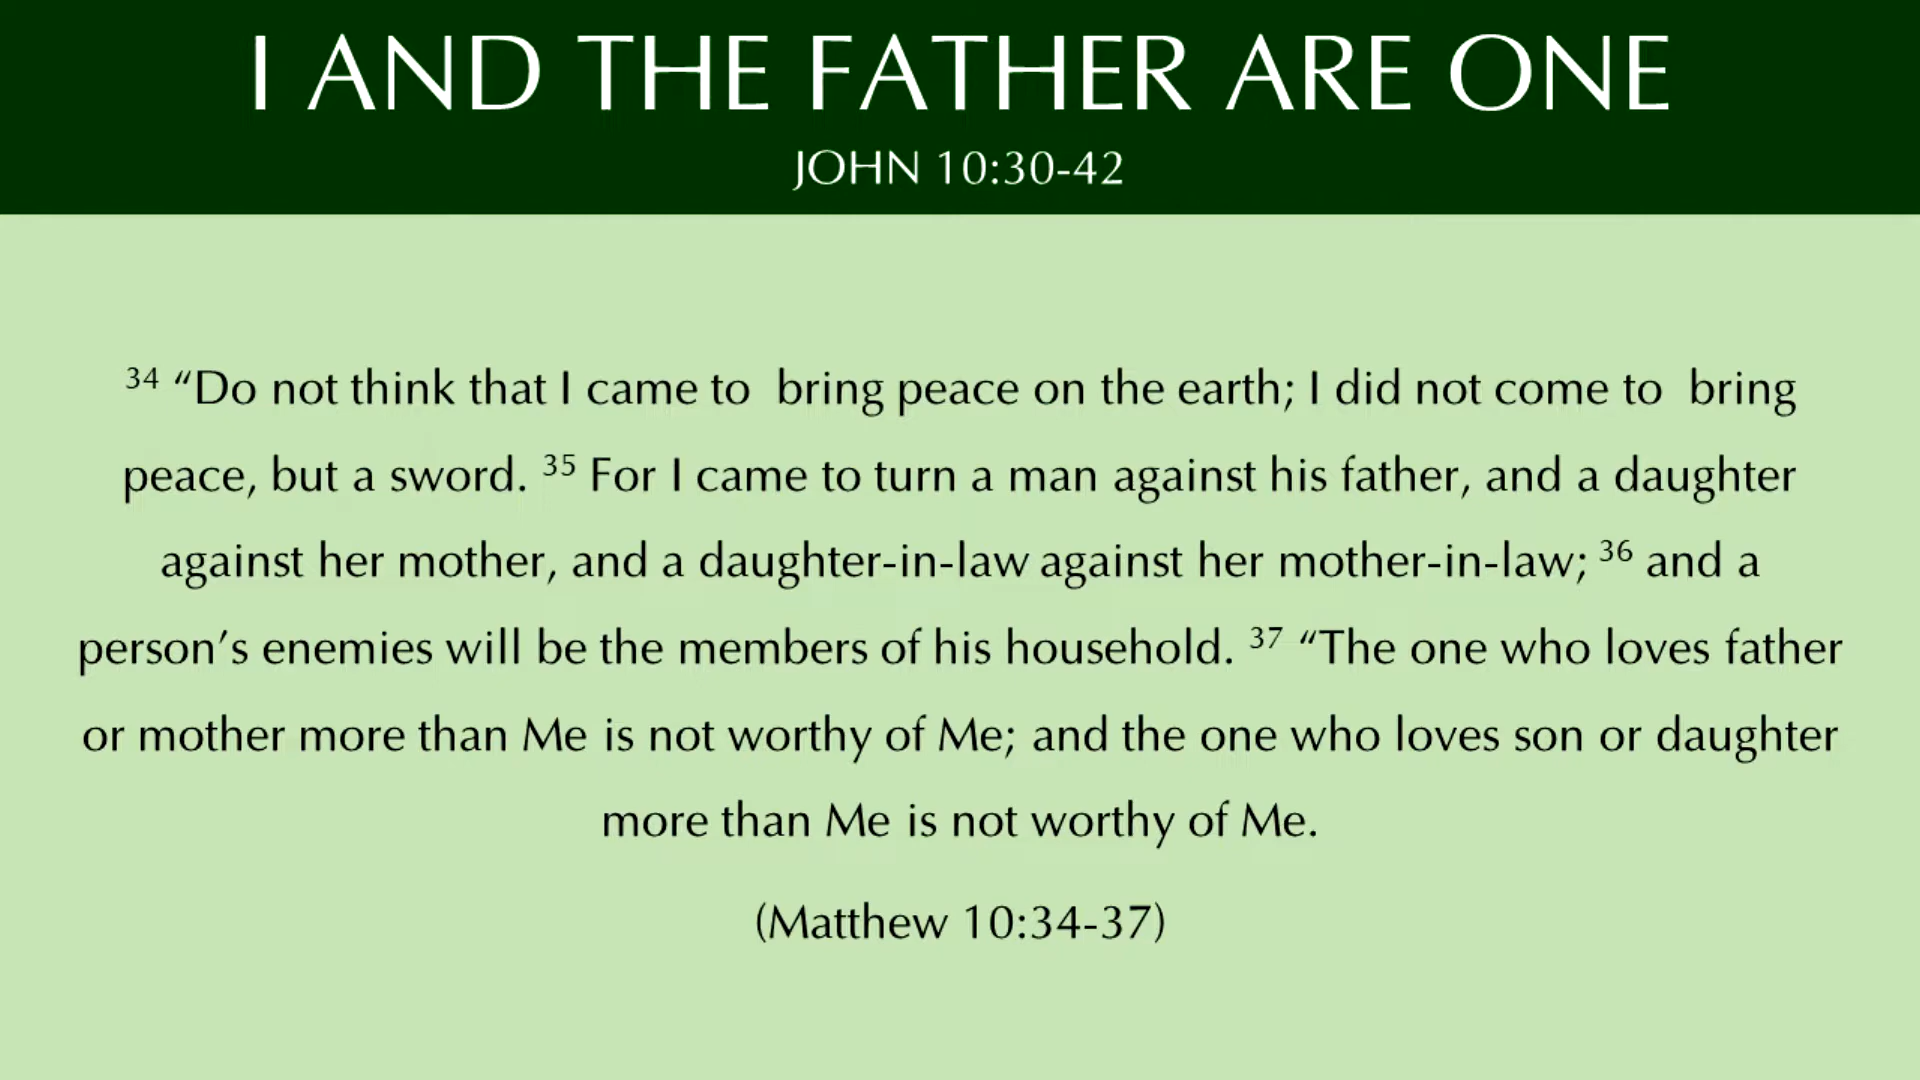 I AND THE FATHER ARE ONE
JOHN 10:30-42
34 “Do not think that I came to  bring peace on the earth; I did not come to  bring
peace, but a sword. 35 For I came to turn a man against his father, and a daughter
against her mother, and a daughter-in-law against her mother-in-law; 36 and a
person’s enemies will be the members of his household. 37 “The one who loves father
or mother more than Me is not worthy of Me; and the one who loves son or daughter
more than Me is not worthy of Me.
(Matthew 10:34-37)